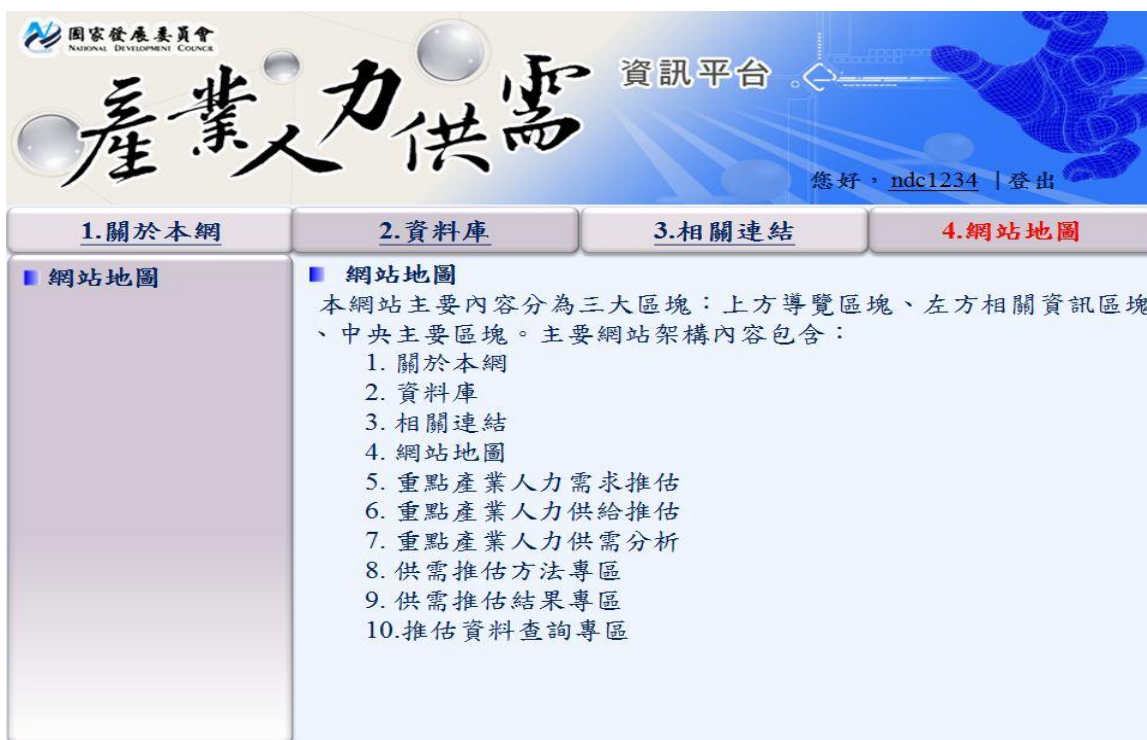 國家發展委員會
NATIONAL DEVELOPMENT COUNCIL
產業人力供需 資訊平台
您好，ndc1234 |登出
1.關於本網 2.資料庫 3.相關連結 4.網站地圖
網站地圖
網站地圖
本網站主要內容分為三大區塊：上方導覽區塊、左方相關資訊區塊
、中央主要區塊。主要網站架構內容包含：
1. 關於本網
2. 資料庫
3. 相關連結
4. 網站地圖
5. 重點產業人力需求推估
6. 重點產業人力供給推估
7. 重點產業人力供需分析
8. 供需推估方法專區
9. 供需推估結果專區
10.推估資料查詢專區